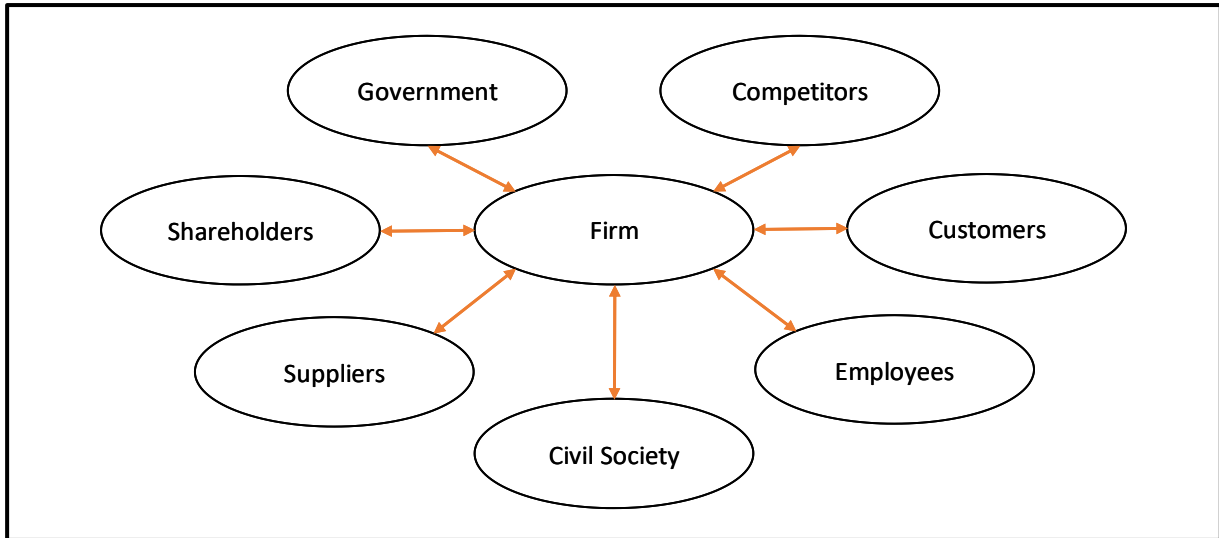 Government
Competitors
Shareholders
Firm
Customers
Suppliers
Employees
Civil Society